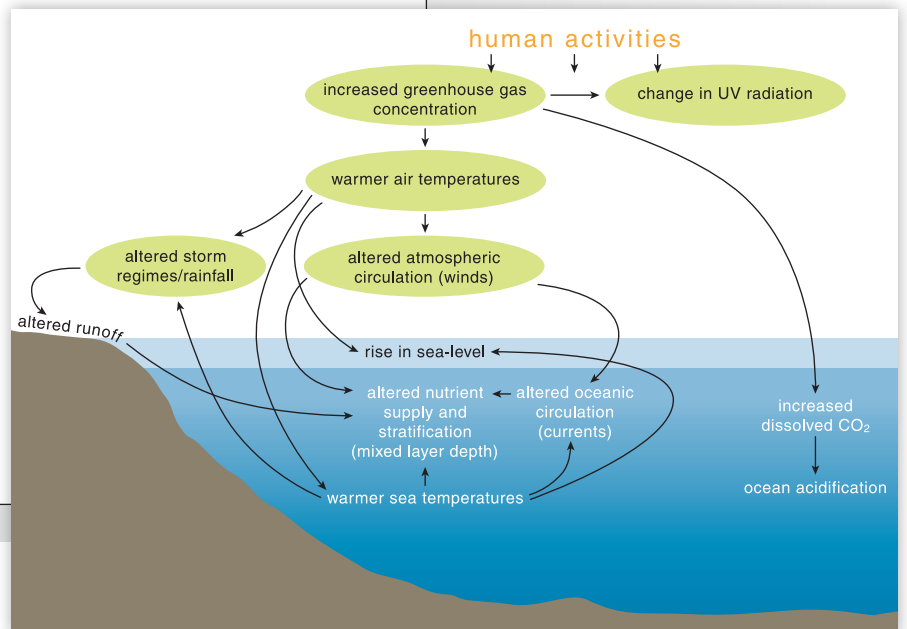 human activities
increased greenhouse gas
concentration
change in UV radiation
warmer air temperatures
altered storm
regimes/rainfall
altered atmospheric
circulation (winds)
altered runoff
rise in sea-level
altered nutrient
supply and
stratification
(mixed layer depth)
altered oceanic
circulation
(currents)
increased
dissolved CO₂
warmer sea temperatures
ocean acidification